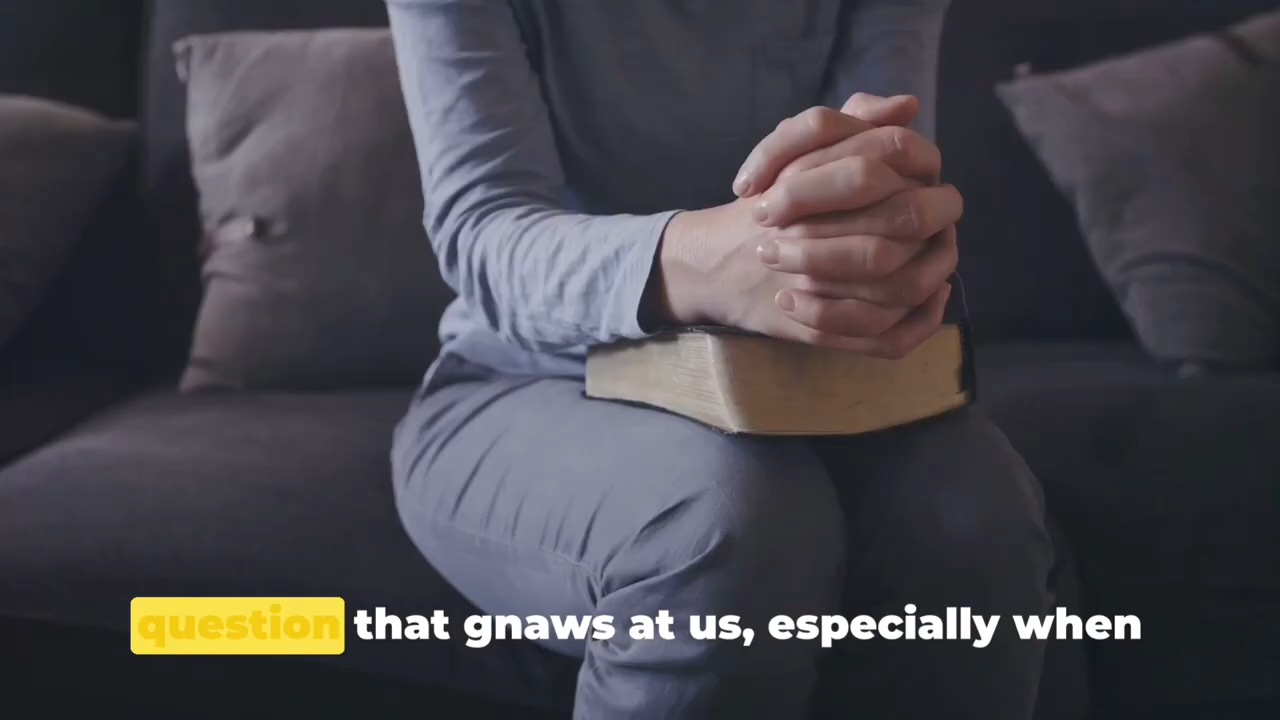 question that gnaws at us, especially when